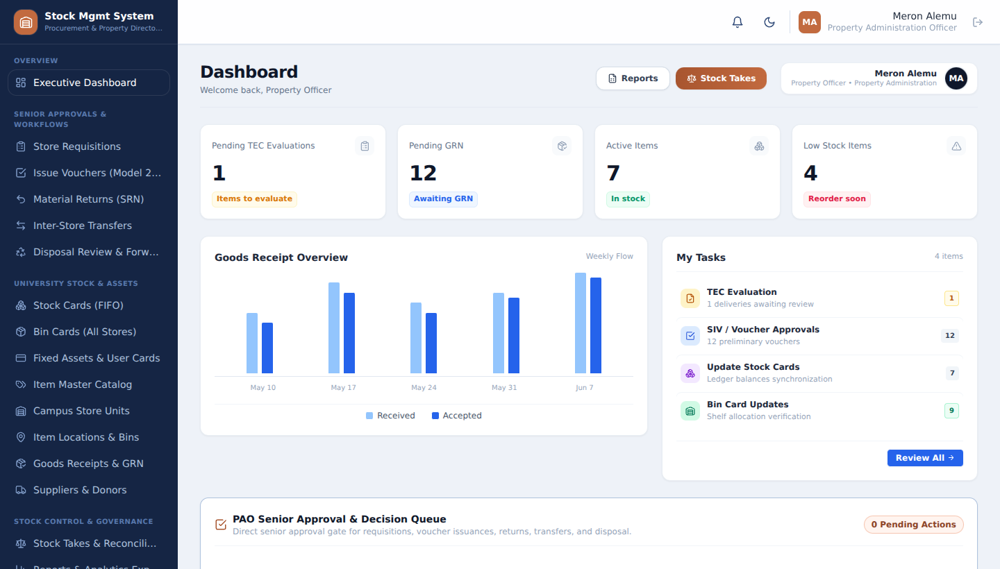 Stock Mgmt System
Procurement & Property Directo...
OVERVIEW
Executive Dashboard
SENIOR APPROVALS &
WORKFLOWS
Store Requisitions
Issue Vouchers (Model 2...
Material Returns (SRN)
Inter-Store Transfers
Disposal Review & Forw...
UNIVERSITY STOCK & ASSETS
Stock Cards (FIFO)
Bin Cards (All Stores)
Fixed Assets & User Cards
Item Master Catalog
Campus Store Units
Item Locations & Bins
Goods Receipts & GRN
Suppliers & Donors
STOCK CONTROL & GOVERNANCE
Stock Takes & Reconcili...
Reports & Analytics Exp...
MA
Meron Alemu
Property Administration Officer
Dashboard
Welcome back, Property Officer
Reports
Stock Takes
Meron Alemu
Property Officer • Property Administration
MA
Pending TEC Evaluations
1
Items to evaluate
Pending GRN
12
Awaiting GRN
Active Items
7
In stock
Low Stock Items
4
Reorder soon
Goods Receipt Overview
Weekly Flow
May 10
May 17
May 24
May 31
Jun 7
Received
Accepted
My Tasks
4 items
TEC Evaluation
1 deliveries awaiting review
1
SIV / Voucher Approvals
12 preliminary vouchers
12
Update Stock Cards
Ledger balances synchronization
7
Bin Card Updates
Shelf allocation verification
9
Review All →
PAO Senior Approval & Decision Queue
Direct senior approval gate for requisitions, voucher issuances, returns, transfers, and disposal.
0 Pending Actions